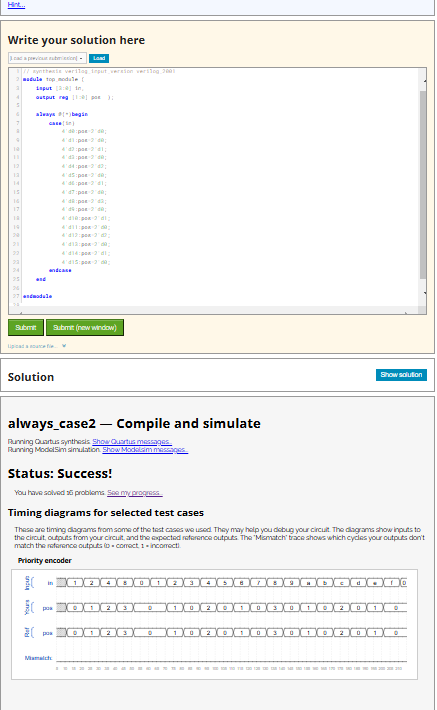 Hint...
Write your solution here
[Load a previous submission]
Load
1 // synthesis verilog_input_version verilog_2001
2 module top_module (
3 input [3:0] in,
4 output reg [1:0] pos );
5
6 always @(*)begin
7 case(in)
8 4'd0:pos=2'd0;
9 4'd1:pos=2'd0;
10 4'd2:pos=2'd1;
11 4'd3:pos=2'd0;
12 4'd4:pos=2'd2;
13 4'd5:pos=2'd0;
14 4'd6:pos=2'd1;
15 4'd7:pos=2'd0;
16 4'd8:pos=2'd3;
17 4'd9:pos=2'd0;
18 4'd10:pos=2'd1;
19 4'd11:pos=2'd0;
20 4'd12:pos=2'd2;
21 4'd13:pos=2'd0;
22 4'd14:pos=2'd1;
23 4'd15:pos=2'd0;
24 endcase
25 end
26
27 endmodule
28
Submit Submit (new window)
Upload a source file...
Solution
Show solution
always_case2 — Compile and simulate
Running Quartus synthesis. Show Quartus messages...
Running ModelSim simulation. Show Modelsim messages...
Status: Success!
You have solved 16 problems. See my progress...
Timing diagrams for selected test cases
These are timing diagrams from some of the test cases we used. They may help you debug your circuit. The diagrams show inputs to
the circuit, outputs from your circuit, and the expected reference outputs. The "Mismatch" trace shows which cycles your outputs don't
match the reference outputs (0 = correct, 1 = incorrect).
Priority encoder
Inputs in 1 2 4 8 0 1 2 3 4 5 6 7 8 9 a b c d e f 0
Yours pos 0 1 2 3 0 1 0 2 0 1 0 3 0 1 0 2 0 1 0
Ref pos 0 1 2 3 0 1 0 2 0 1 0 3 0 1 0 2 0 1 0
Mismatch: